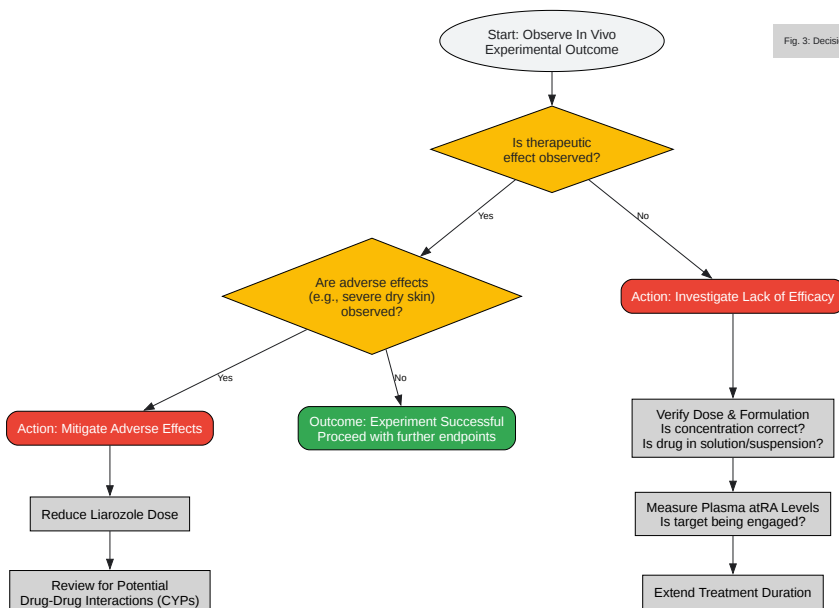 Start: Observe In Vivo
Experimental Outcome
Fig. 3:
Is therapeutic
effect observed?
Yes
No
Are adverse effects
(e.g., severe dry skin)
observed?
Action: Investigate Lack of Efficacy
Yes
No
Action: Mitigate Adverse Effects
Outcome: Experiment Successful
Proceed with further endpoints
Verify Dose & Formulation
Is concentration correct?
Is drug in solution/suspension?
Reduce Liarozole Dose
Measure Plasma atRA Levels
Is target being engaged?
Review for Potential
Drug-Drug Interactions (CYPs)
Extend Treatment Duration